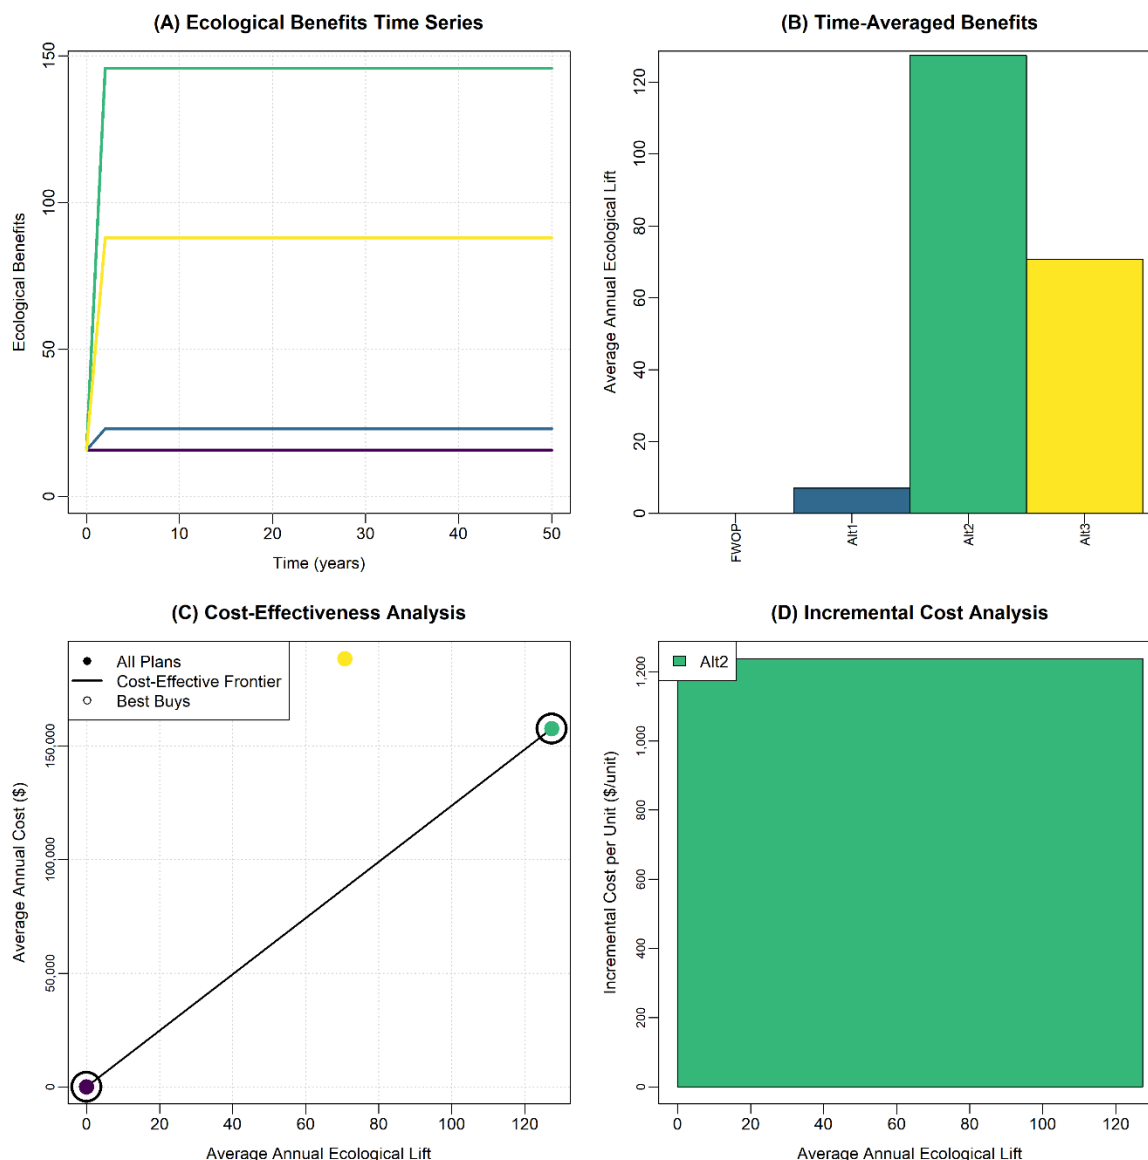 (A) Ecological Benefits Time Series
150
100
50
0
Ecological Benefits
0 10 20 30 40 50
Time (years)
(B) Time-Averaged Benefits
120
100
80
60
40
20
0
Average Annual Ecological Lift
FWOP Alt1 Alt2 Alt3
(C) Cost-Effectiveness Analysis
All Plans
Cost-Effective Frontier
Best Buys
150,000
100,000
50,000
0
Average Annual Cost ($)
0 20 40 60 80 100 120
Average Annual Ecological Lift
(D) Incremental Cost Analysis
Alt2
1,200
1,000
800
600
400
200
0
Incremental Cost per Unit ($/unit)
0 20 40 60 80 100 120
Average Annual Ecological Lift